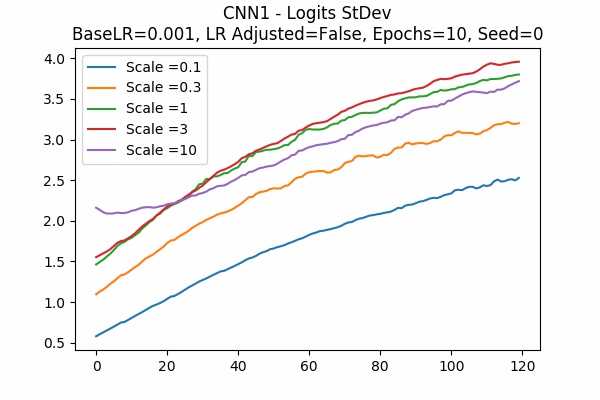 CNN1 - Logits StDev
BaseLR=0.001, LR Adjusted=False, Epochs=10, Seed=0
4.0
3.5
3.0
2.5
2.0
1.5
1.0
0.5
Scale =0.1
Scale =0.3
Scale =1
Scale =3
Scale =10
0 20 40 60 80 100 120